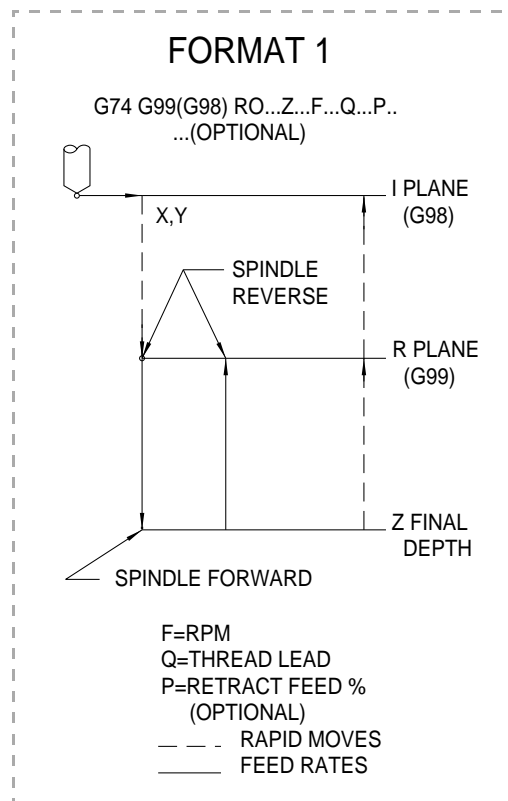 FORMAT 1
G74 G99(G98) RO...Z...F...Q...P..
...(OPTIONAL)
I PLANE
(G98)
X,Y
SPINDLE
REVERSE
R PLANE
(G99)
Z FINAL
DEPTH
SPINDLE FORWARD
F=RPM
Q=THREAD LEAD
P=RETRACT FEED %
(OPTIONAL)
RAPID MOVES
FEED RATES